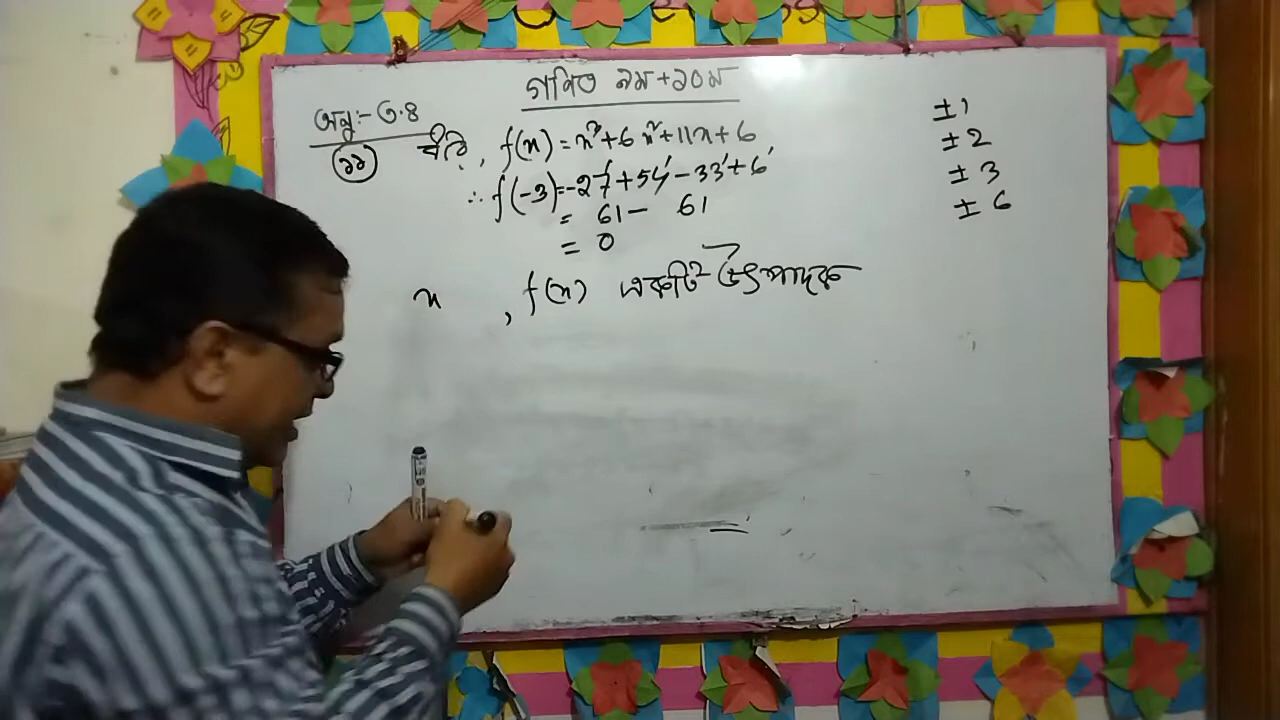 গণিত ৯ম+১০ম
অনুঃ- ৩.৪
±1
১১ ধরি, f(x) = x³+6x²+11x+6
±2
∴ f(-3)=-27+54-33+6
±3
= 61- 61
±6
= 0
x , f(x) একটি উৎপাদক